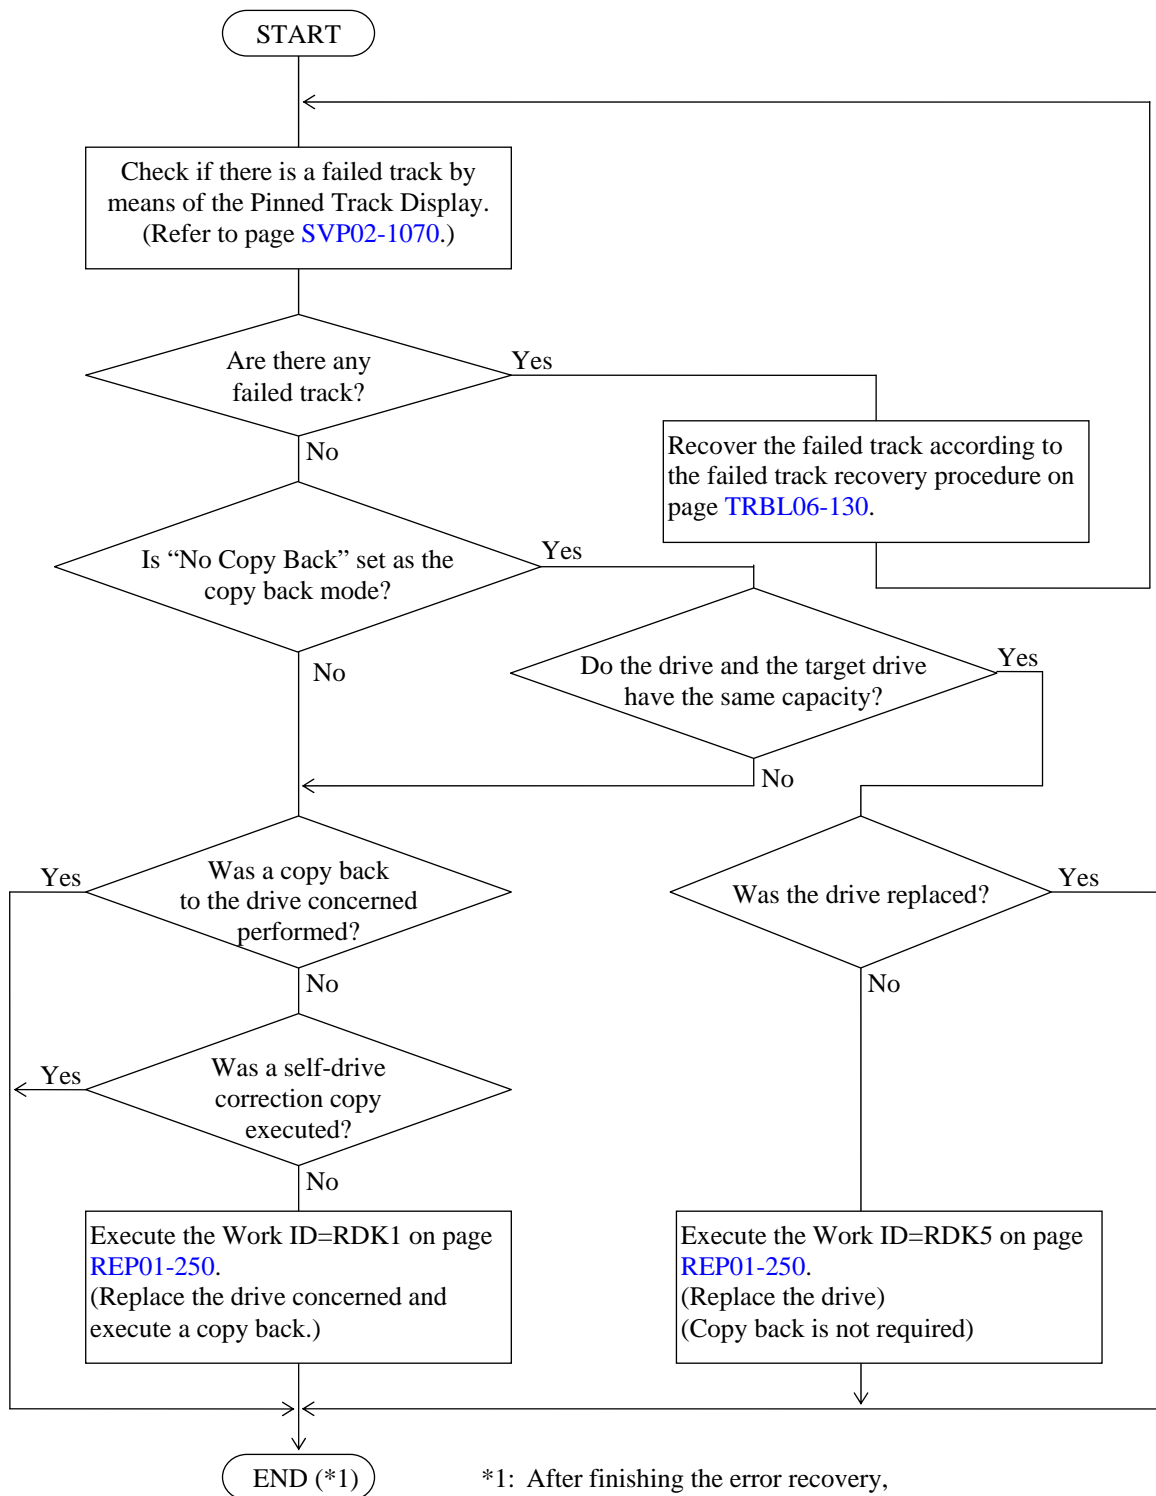 START
Check if there is a failed track by
means of the Pinned Track Display.
(Refer to page SVP02-1070.)
Are there any
failed track?
Yes
No
Recover the failed track according to
the failed track recovery procedure on
page TRBL06-130.
Is “No Copy Back” set as the
copy back mode?
Yes
No
Do the drive and the target drive
have the same capacity?
Yes
No
Was a copy back
to the drive concerned
performed?
Yes
No
Was the drive replaced?
Yes
No
Was a self-drive
correction copy
executed?
Yes
No
Execute the Work ID=RDK1 on page
REP01-250.
(Replace the drive concerned and
execute a copy back.)
Execute the Work ID=RDK5 on page
REP01-250.
(Replace the drive)
(Copy back is not required)
END (*1)
*1: After finishing the error recovery,